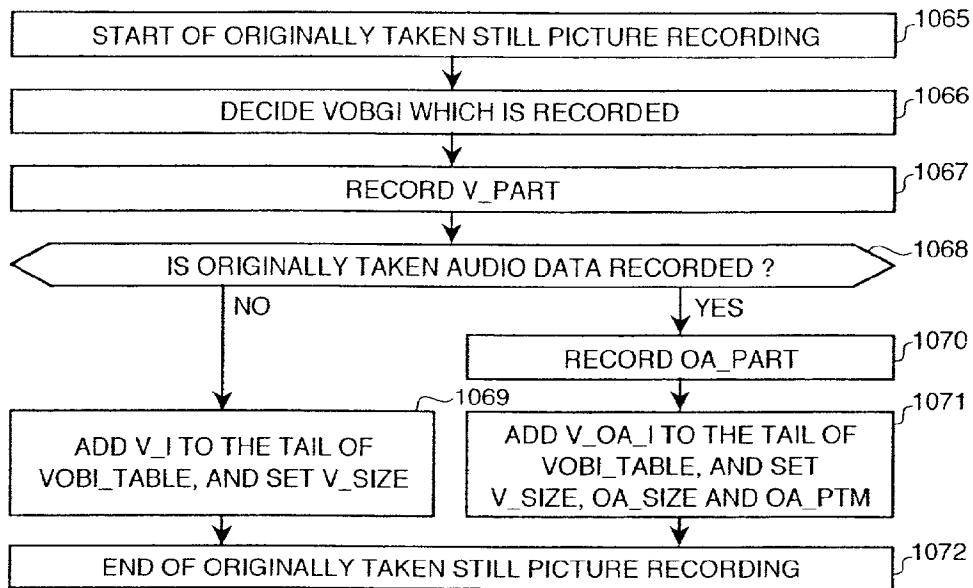 START OF ORIGINALLY TAKEN STILL PICTURE RECORDING
1065
DECIDE VOBGI WHICH IS RECORDED
1066
RECORD V_PART
1067
IS ORIGINALLY TAKEN AUDIO DATA RECORDED ?
1068
NO
YES
RECORD OA_PART
1070
1069
ADD V_I TO THE TAIL OF
VOBI_TABLE, AND SET V_SIZE
1071
ADD V_OA_I TO THE TAIL OF
VOBI_TABLE, AND SET
V_SIZE, OA_SIZE AND OA_PTM
END OF ORIGINALLY TAKEN STILL PICTURE RECORDING
1072